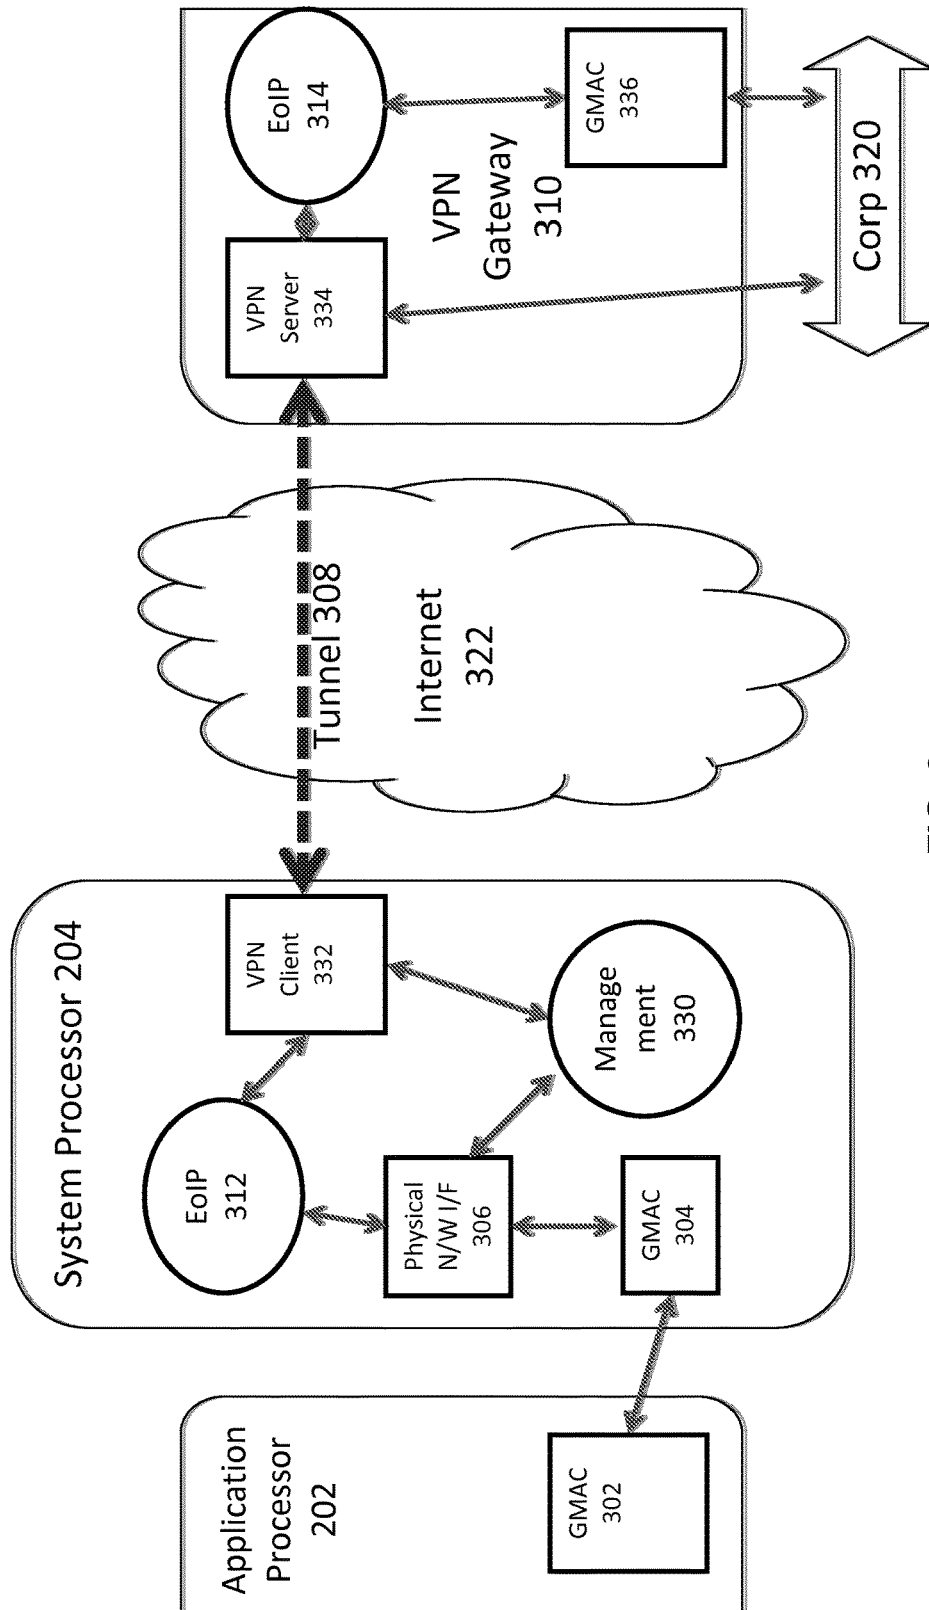 Application
Processor
202
GMAC
302
System Processor 204
EoIP
312
Physical
N/W I/F
306
GMAC
304
VPN
Client
332
Manage
ment
330
Tunnel 308
Internet
322
VPN
Server
334
EoIP
314
VPN
Gateway
310
GMAC
336
Corp 320